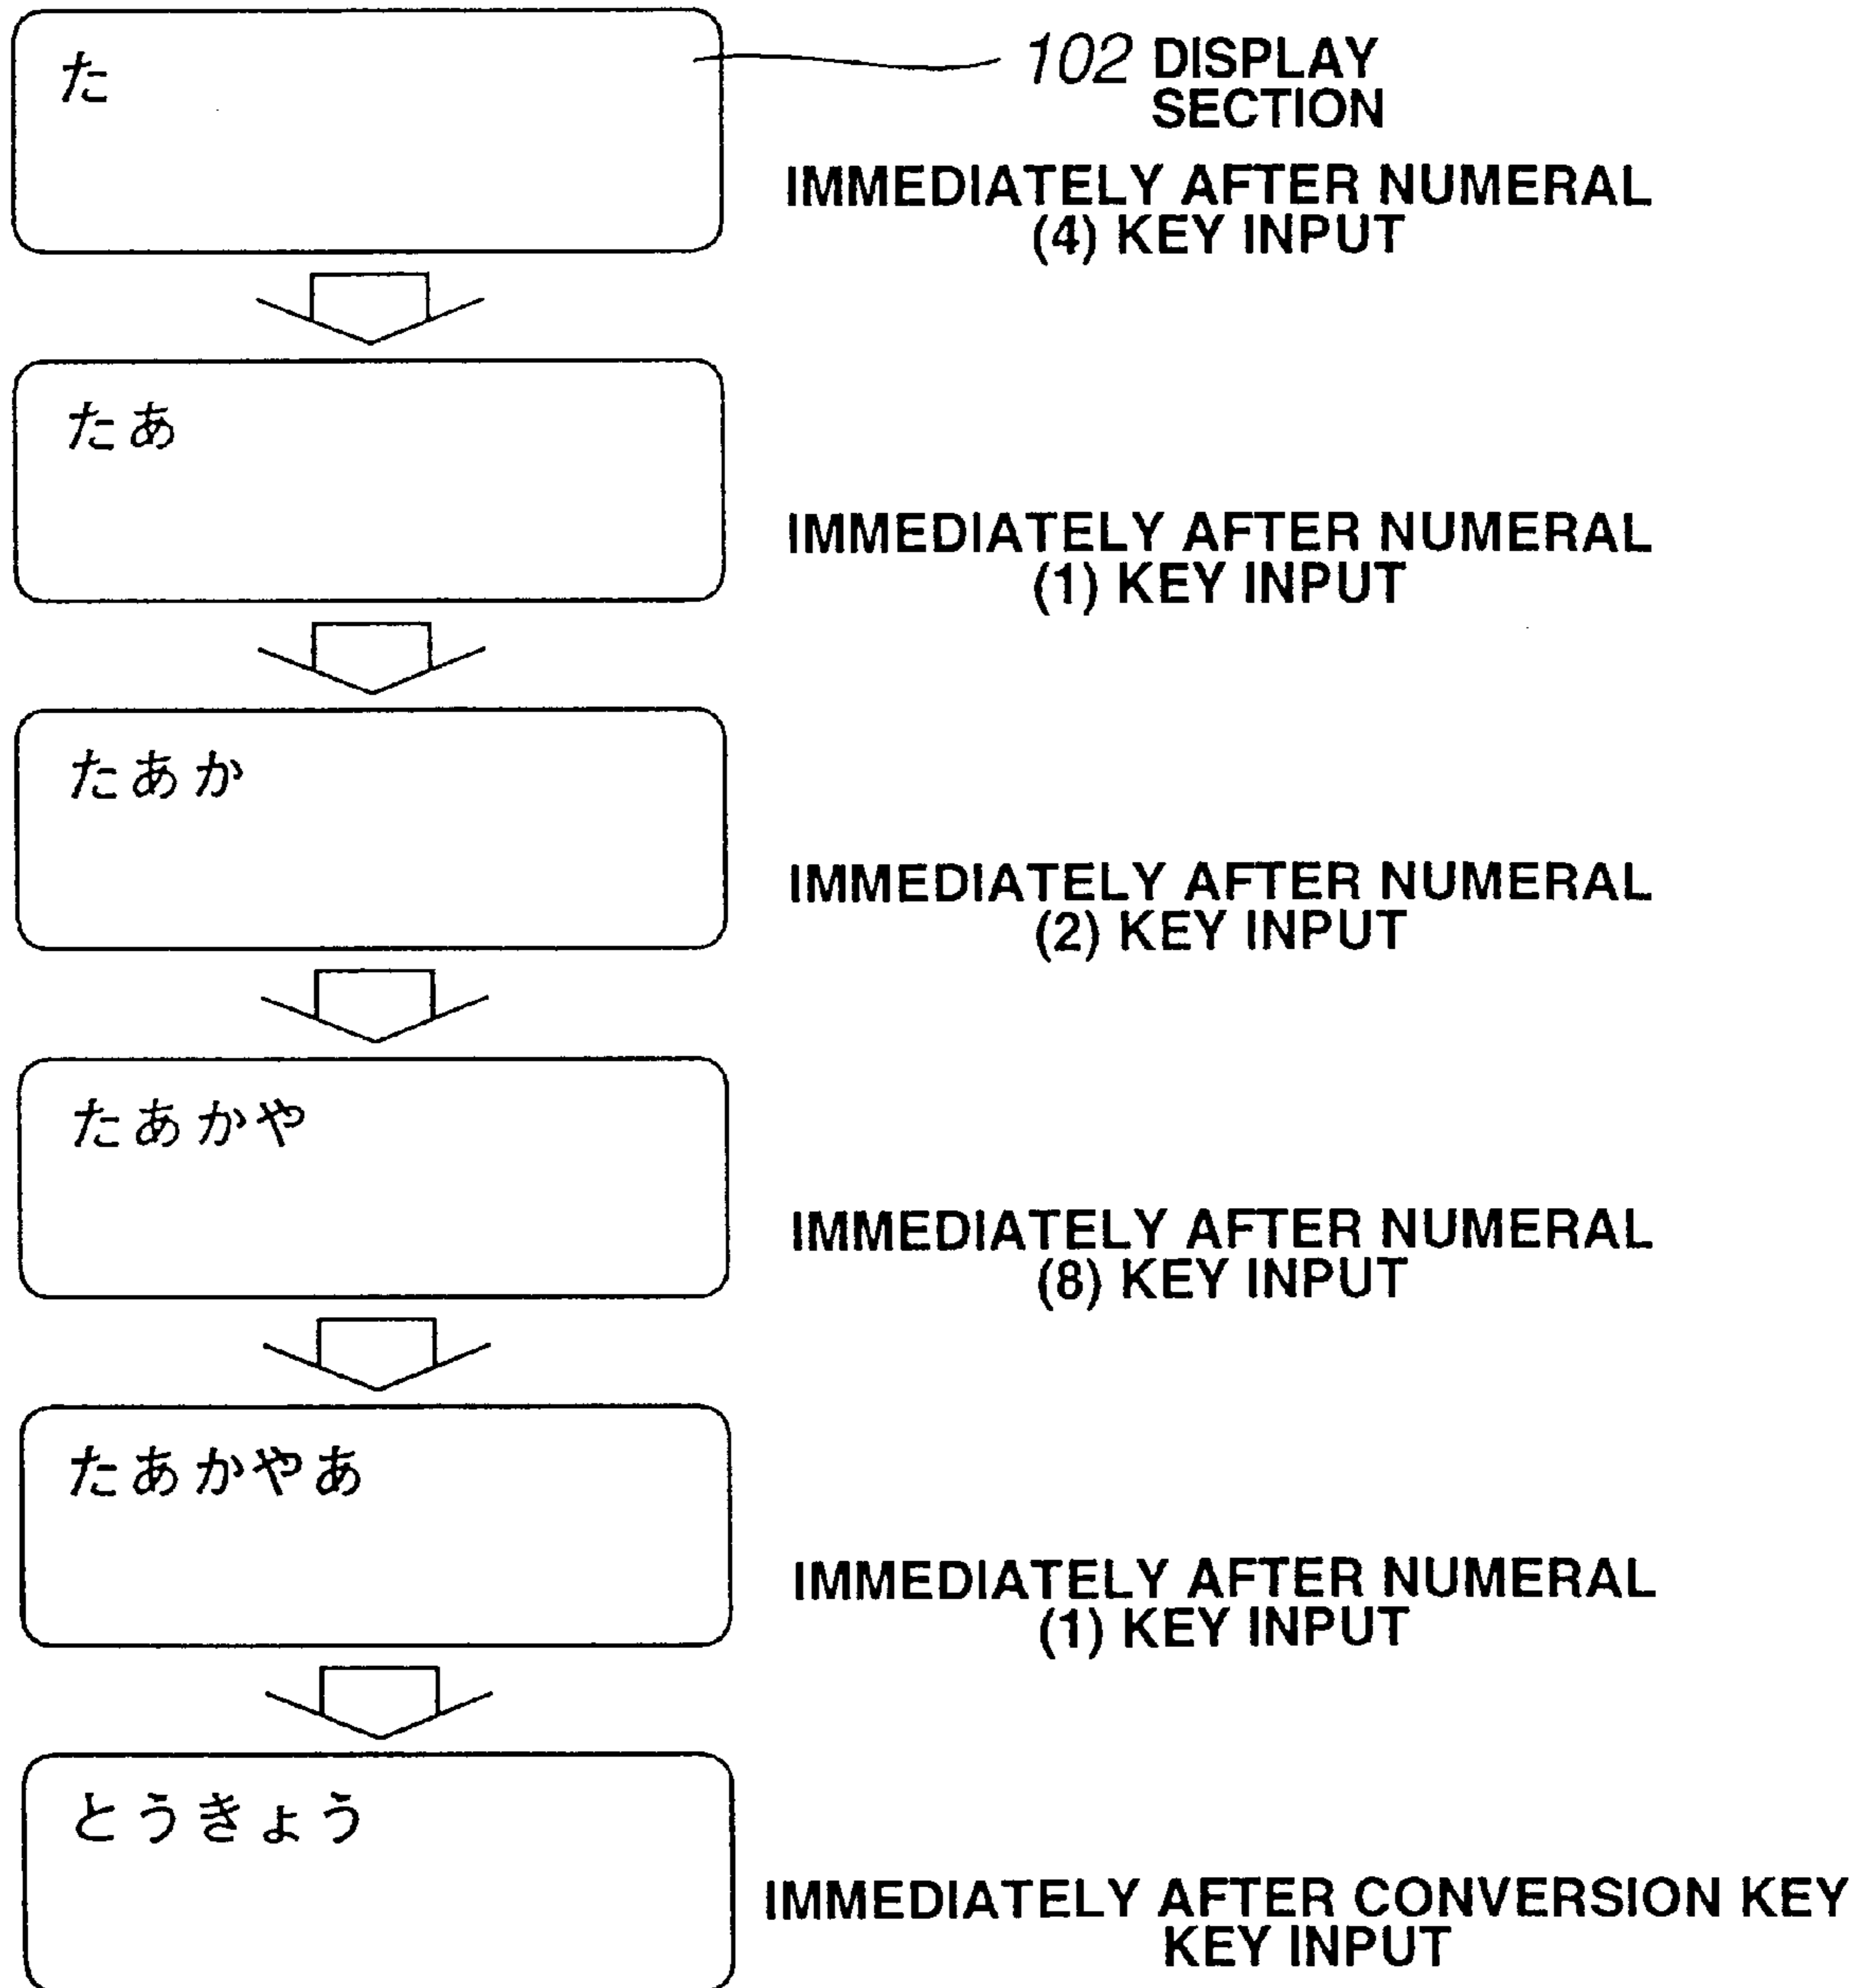 た
102 DISPLAY
SECTION
IMMEDIATELY AFTER NUMERAL
(4) KEY INPUT
たあ
IMMEDIATELY AFTER NUMERAL
(1) KEY INPUT
たあか
IMMEDIATELY AFTER NUMERAL
(2) KEY INPUT
たあかや
IMMEDIATELY AFTER NUMERAL
(8) KEY INPUT
たあかやあ
IMMEDIATELY AFTER NUMERAL
(1) KEY INPUT
とうきょう
IMMEDIATELY AFTER CONVERSION KEY
KEY INPUT